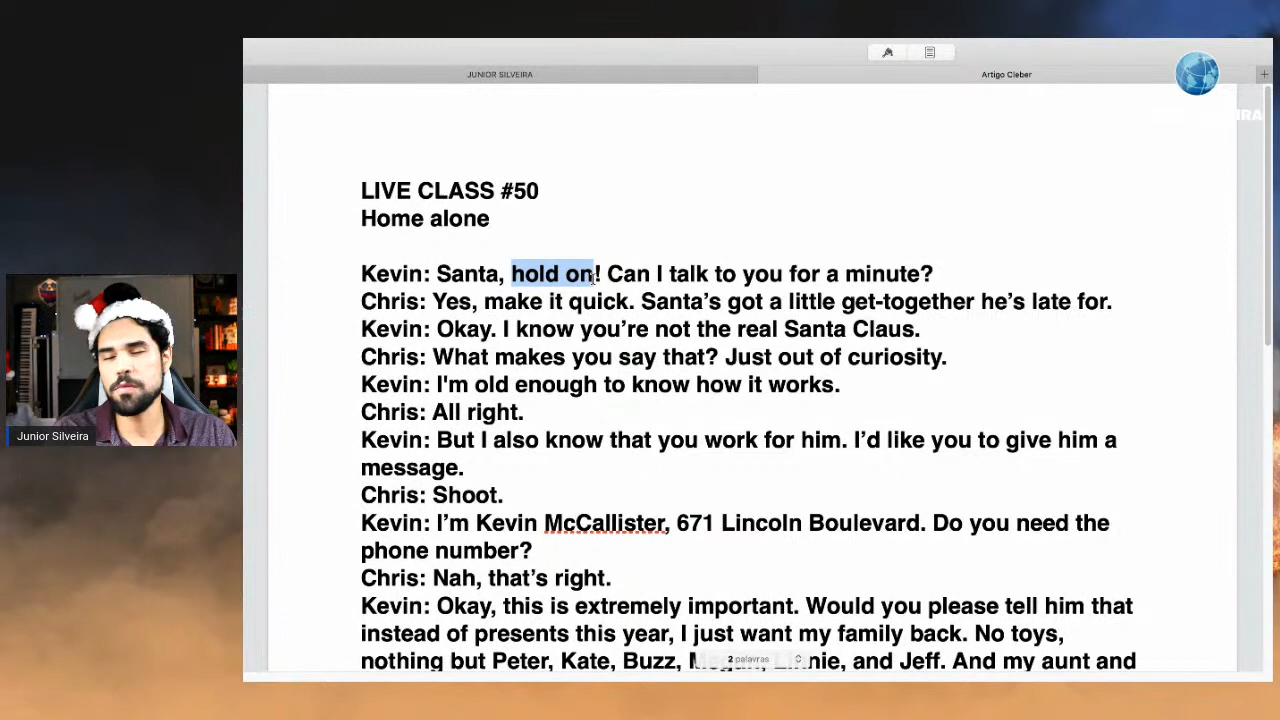 JUNIOR SILVEIRA
Artigo Cleber
LIVE CLASS #50
Home alone
Kevin: Santa, hold on! Can I talk to you for a minute?
Chris: Yes, make it quick. Santa’s got a little get-together he’s late for.
Kevin: Okay. I know you’re not the real Santa Claus.
Chris: What makes you say that? Just out of curiosity.
Kevin: I'm old enough to know how it works.
Chris: All right.
Kevin: But I also know that you work for him. I’d like you to give him a
message.
Chris: Shoot.
Kevin: I’m Kevin McCallister, 671 Lincoln Boulevard. Do you need the
phone number?
Chris: Nah, that’s right.
Kevin: Okay, this is extremely important. Would you please tell him that
instead of presents this year, I just want my family back. No toys,
nothing but Peter, Kate, Buzz, and Jeff. And my aunt and
2 palavras
Junior Silveira